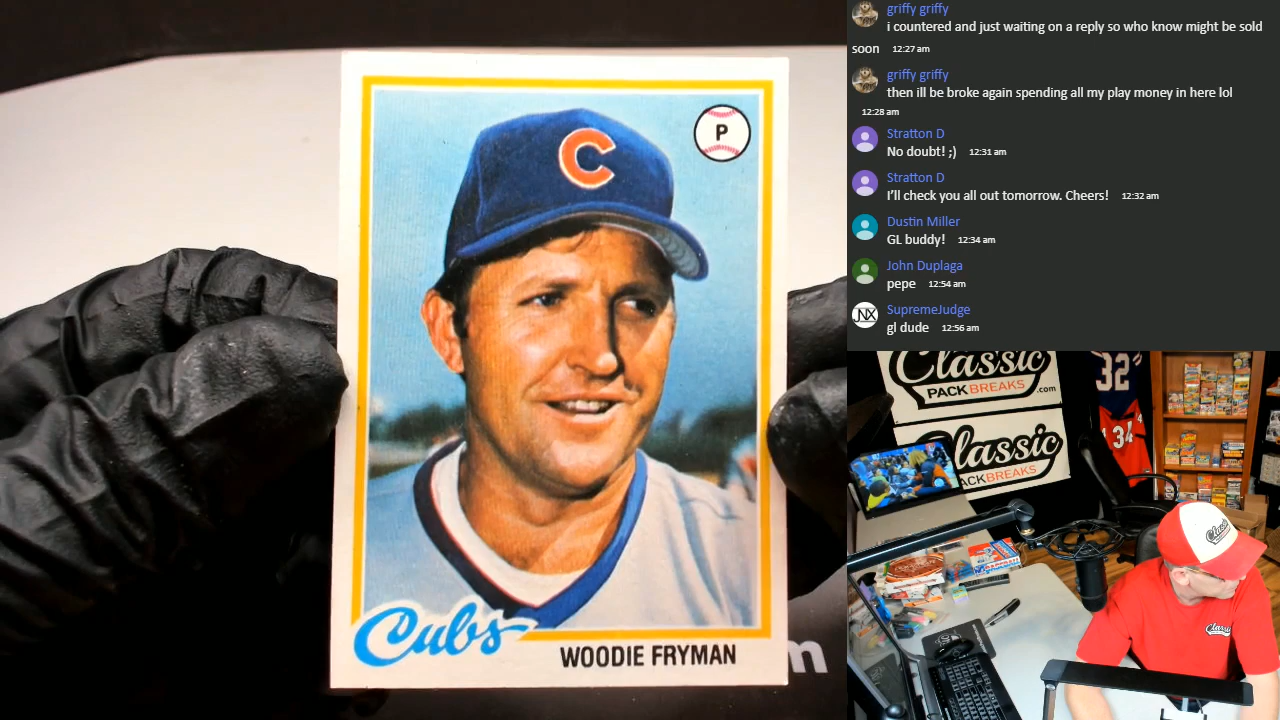 C
P
Cubs
WOODIE FRYMAN
m
griffy griffy
i countered and just waiting on a reply so who know might be sold
soon 12:27 am
griffy griffy
then ill be broke again spending all my play money in here lol
12:28 am
Stratton D
No doubt! ;) 12:31 am
Stratton D
I'll check you all out tomorrow. Cheers! 12:32 am
Dustin Miller
GL buddy! 12:34 am
John Duplaga
pepe 12:54 am
JNX
SupremeJudge
gl dude 12:56 am
Classic
PACKBREAKS.com
Classic
ACKBREAKS
32
34
Classic
Classic